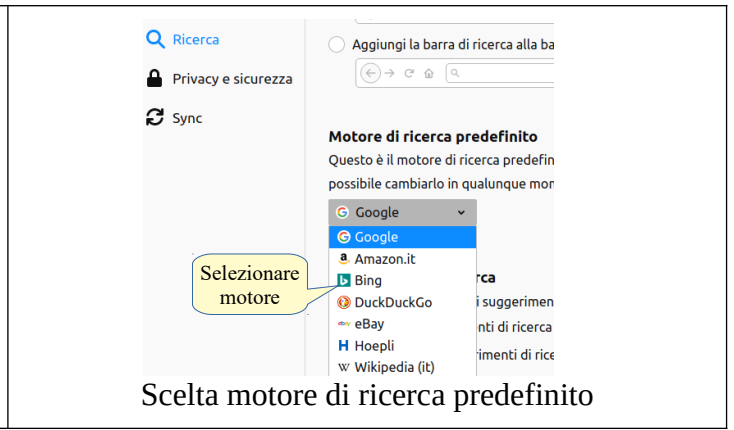 Ricerca
Aggiungi la barra di ricerca alla ba
Privacy e sicurezza
Sync
Motore di ricerca predefinito
Questo è il motore di ricerca predefin
possibile cambiarlo in qualunque mor
Google
Google
Amazon.it
Selezionare
motore
Bing
rca
DuckDuckGo
i suggerimen
eBay
nti di ricerca
Hoepli
rimenti di rice
Wikipedia (it)
Scelta motore di ricerca predefinito